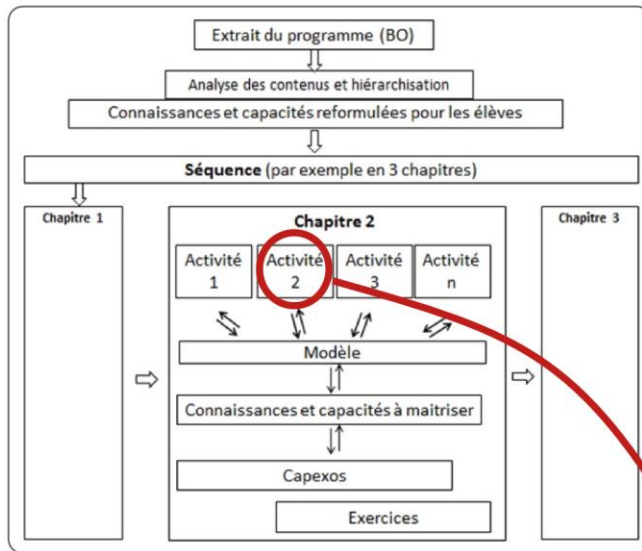 Extrait du programme (BO)
Analyse des contenus et hiérarchisation
Connaissances et capacités reformulées pour les élèves
Séquence (par exemple en 3 chapitres)
Chapitre 1
Chapitre 2
Chapitre 3
Activité
1
Activité
2
Activité
3
Activité
n
Modèle
Connaissances et capacités à maitriser
Capexos
Exercices